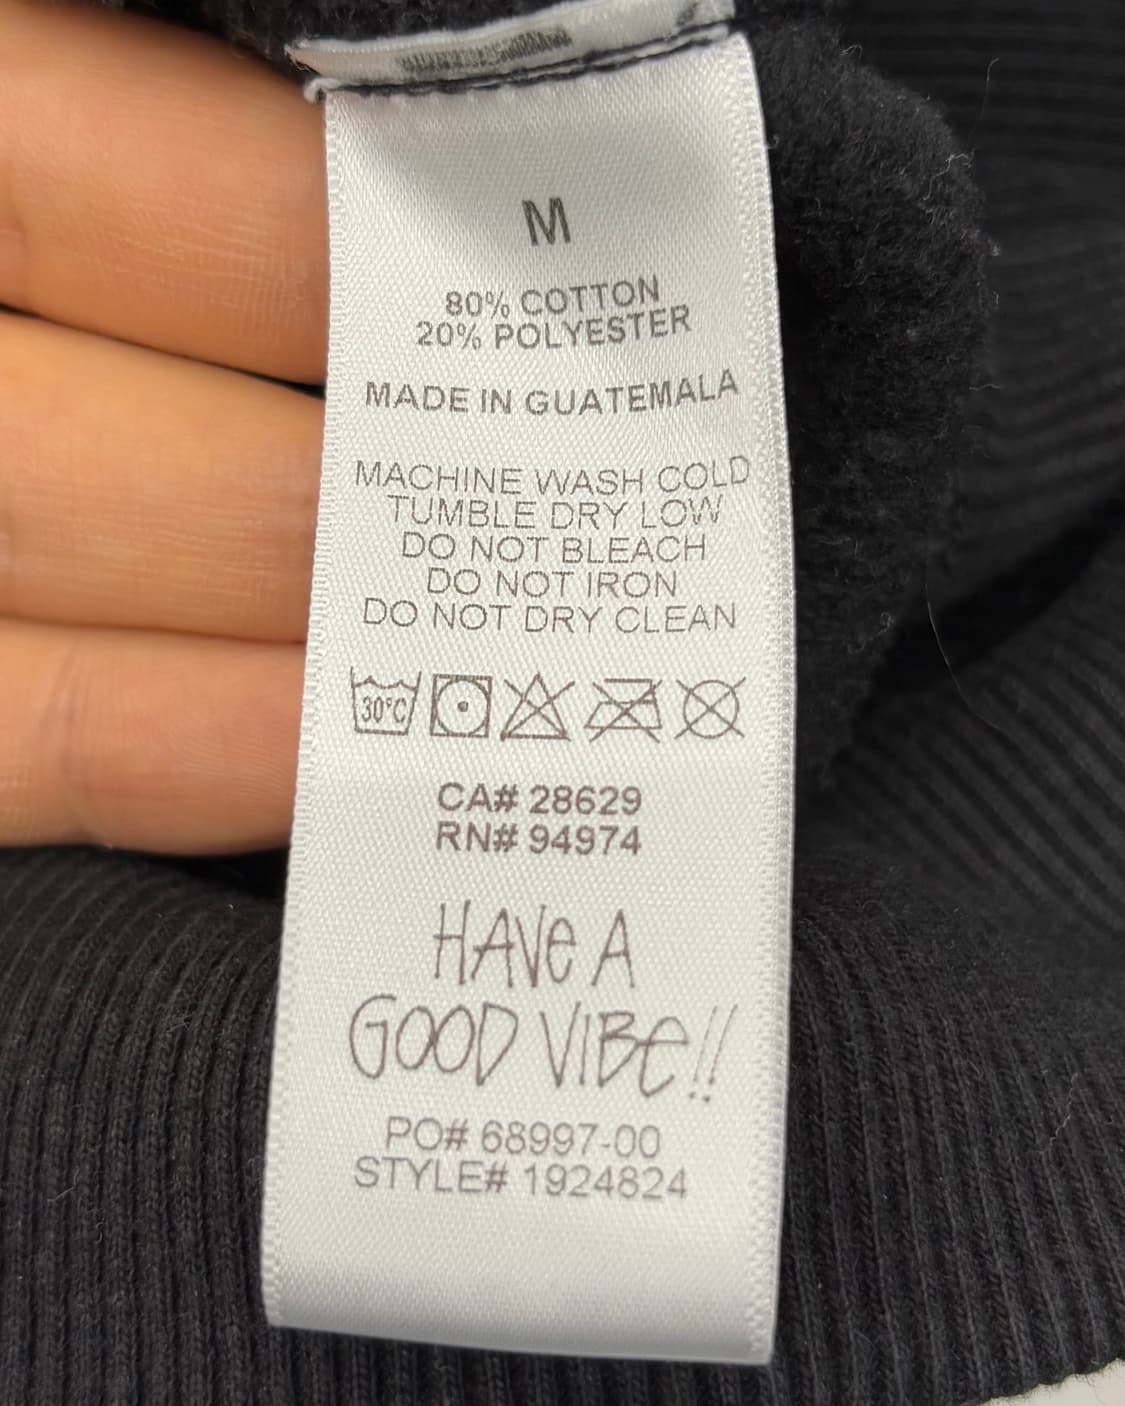 M
80% COTTON
20% POLYESTER
MADE IN GUATEMALA
MACHINE WASH COLD
TUMBLE DRY LOW
DO NOT BLEACH
DO NOT IRON
DO NOT DRY CLEAN
30°C
CA# 28629
RN# 94974
HAVe A
GOOD VIBe!!
PO# 68997-00
STYLE# 1924824